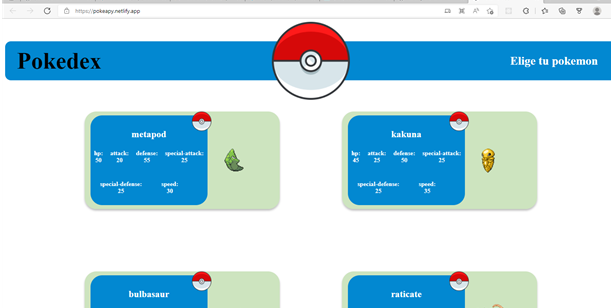 https://pokeapy.netlify.app
Pokedex
Elige tu pokemon
metapod
hp: attack: defense: special-attack:
50 20 55 25
special-defense: speed:
25 30
kakuna
hp: attack: defense: special-attack:
45 25 50 25
special-defense: speed:
25 35
bulbasaur
raticate